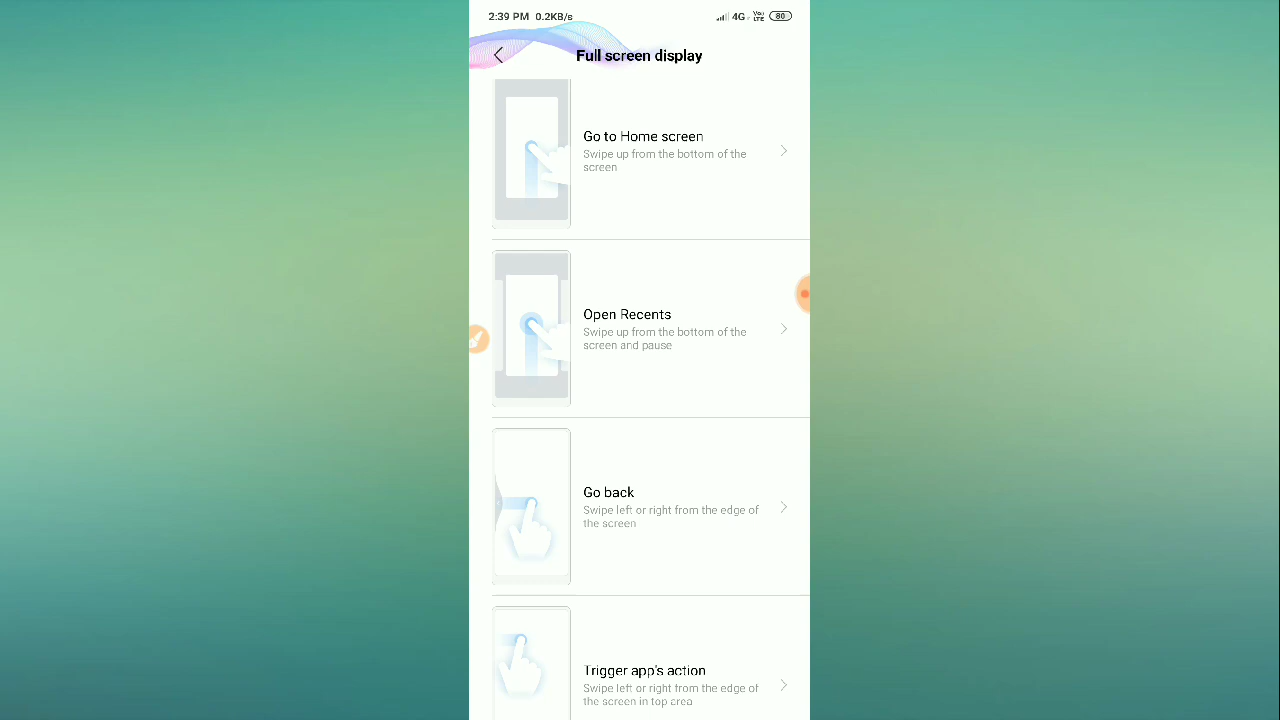 2:39 PM 0.2KB/s 4G Vo) LTE 80
Full screen display
Go to Home screen
Swipe up from the bottom of the
screen
Open Recents
Swipe up from the bottom of the
screen and pause
Go back
Swipe left or right from the edge of
the screen
Trigger app's action
Swipe left or right from the edge of
the screen in top area